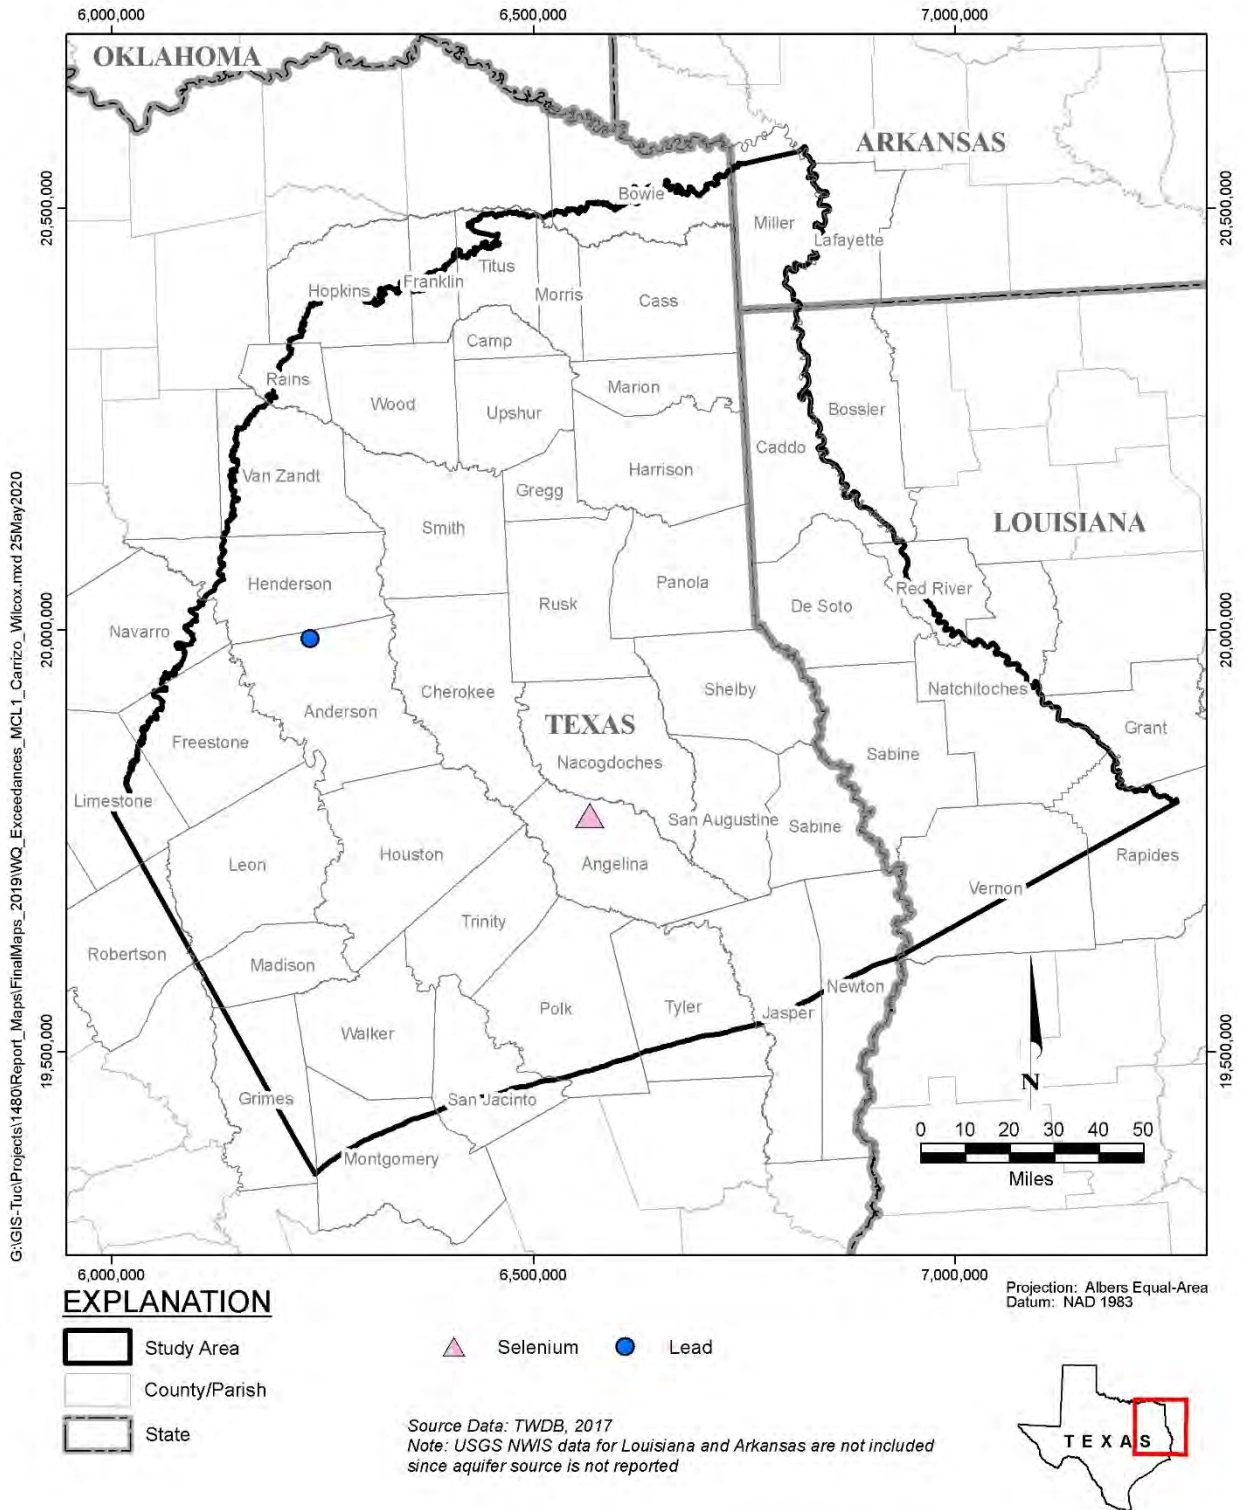 6,000,000
6,500,000
7,000,000
OKLAHOMA
ARKANSAS
20,500,000
20,500,000
Bowie
Miller
Lafayette
Titus
Franklin
Hopkins
Morris
Cass
Camp
Rains
Marion
Wood
Upshur
Bossier
Caddo
Harrison
Van Zandt
Gregg
LOUISIANA
Smith
Henderson
Panola
Red River
Rusk
De Soto
Navarro
20,000,000
20,000,000
Cherokee
Shelby
Natchitoches
Anderson
TEXAS
Grant
Freestone
Nacogdoches
Sabine
Limestone
San Augustine
Sabine
Houston
Rapides
Leon
Angelina
Vernon
Trinity
Robertson
Madison
Newton
Polk
Tyler
Jasper
Walker
19,500,000
19,500,000
N
Grimes
San Jacinto
0 10 20 30 40 50
Miles
Montgomery
G:\GIS-Tuc\Projects\1480\Report_Maps\FinalMaps_2019\WQ_Exceedances_MCL1_Carrizo_Wilcox.mxd 25May2020
6,000,000
6,500,000
7,000,000
Projection: Albers Equal-Area
Datum: NAD 1983
EXPLANATION
Study Area
Selenium
Lead
County/Parish
State
Source Data: TWDB, 2017
Note: USGS NWIS data for Louisiana and Arkansas are not included
since aquifer source is not reported
TEXAS